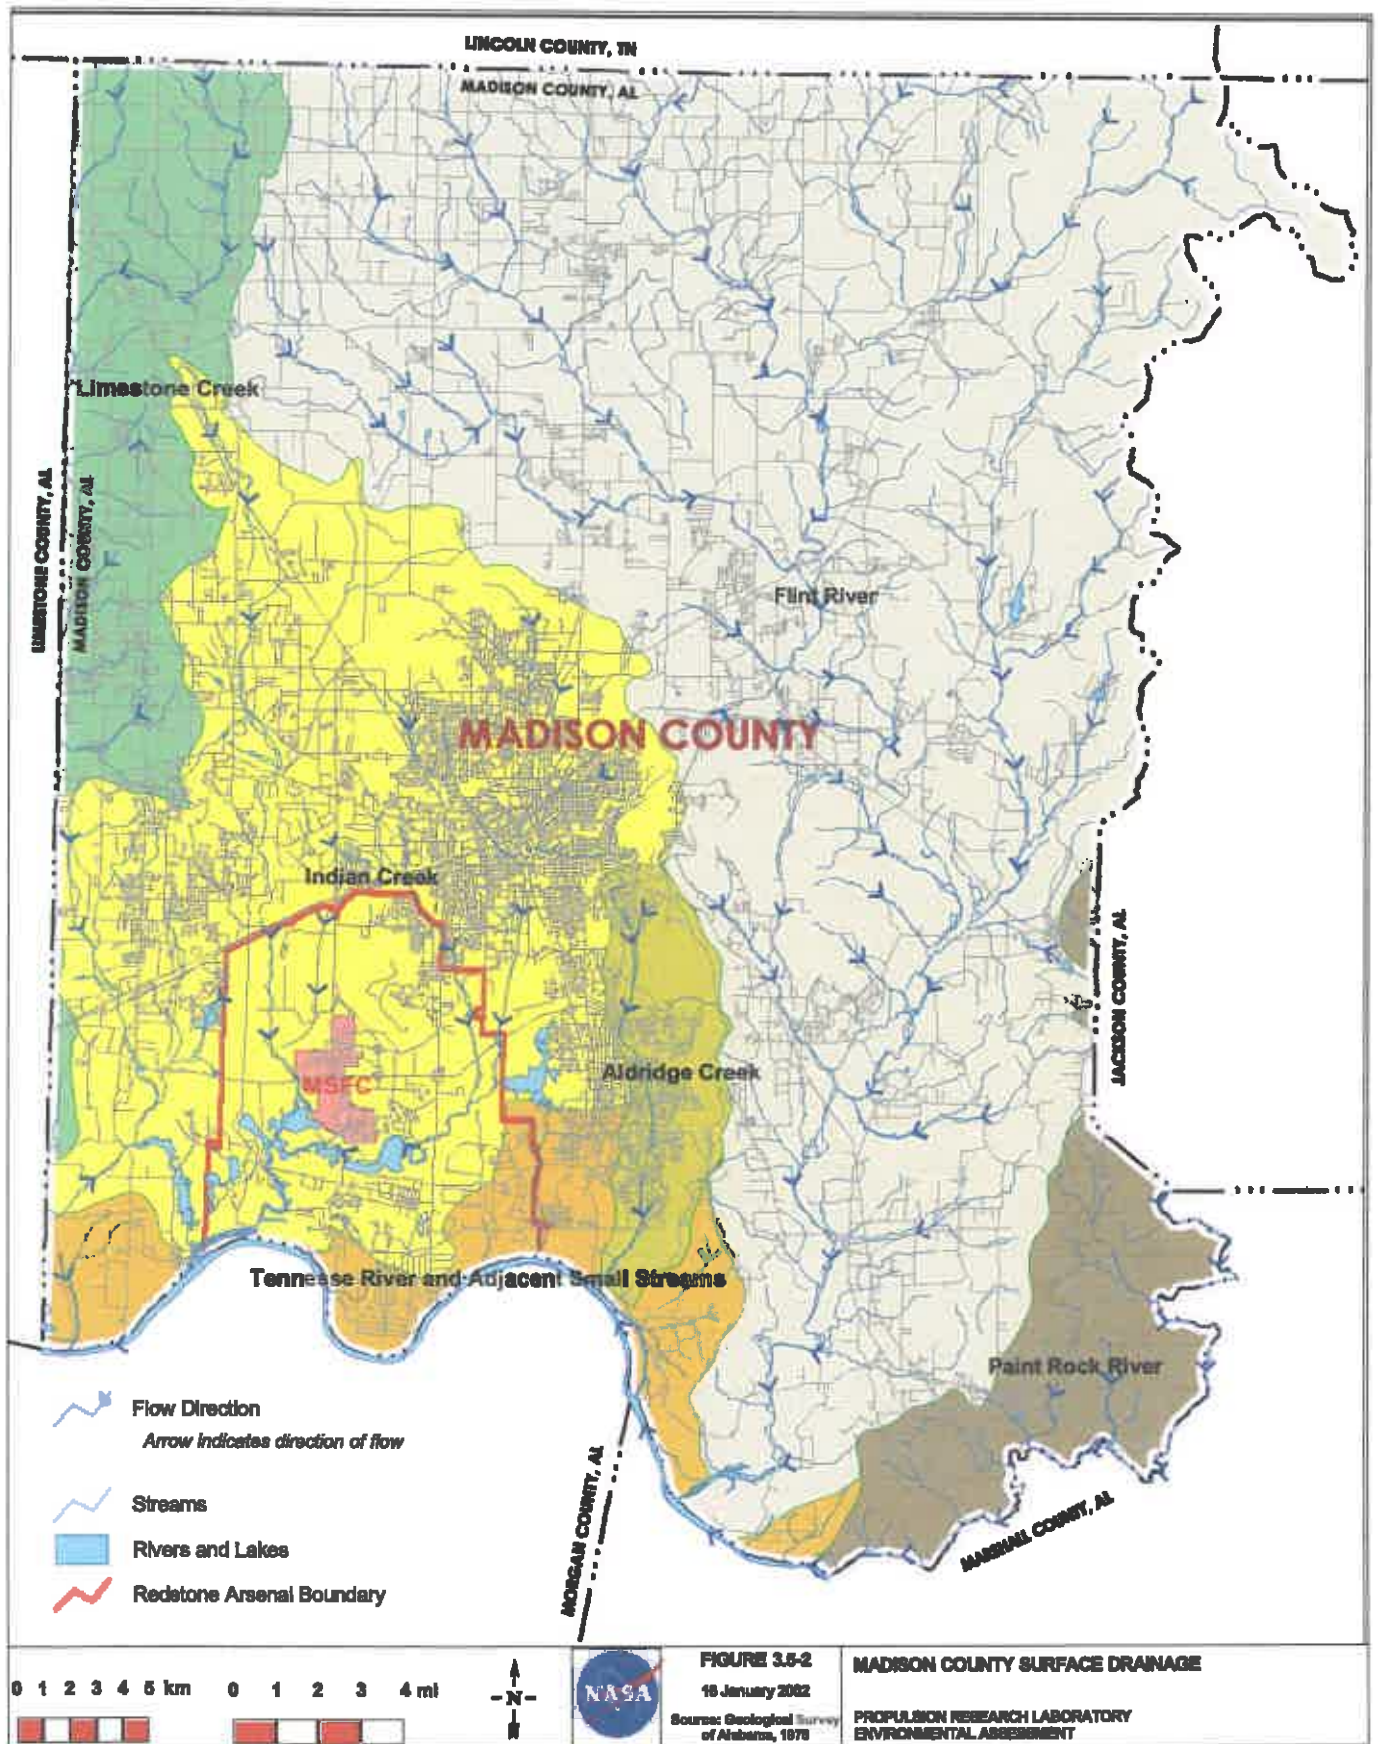 LINCOLN COUNTY, TN
MADISON COUNTY, AL
Limestone Creek
LIMESTONE COUNTY, AL
MADISON COUNTY, AL
Flint River
MADISON COUNTY
Indian Creek
JACKSON COUNTY, AL
MSFC
Aldridge Creek
Tennessee River and Adjacent Small Streams
Paint Rock River
MORGAN COUNTY, AL
MARSHALL COUNTY, AL
Flow Direction
Arrow indicates direction of flow
Streams
Rivers and Lakes
Redstone Arsenal Boundary
0 1 2 3 4 5 km
0 1 2 3 4 mi
N
NASA
FIGURE 3.5-2
16 January 2002
Source: Geological Survey
of Alabama, 1975
MADISON COUNTY SURFACE DRAINAGE
PROPULSION RESEARCH LABORATORY
ENVIRONMENTAL ASSESSMENT